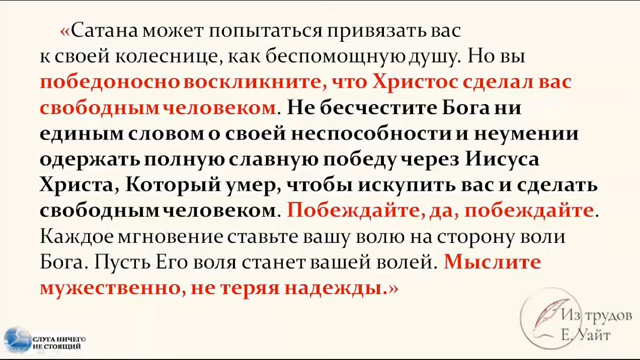 «Сатана может попытаться привязать вас
к своей колеснице, как беспомощную душу. Но вы
победоносно воскликните, что Христос сделал вас
свободным человеком. Не бесчестите Бога ни
единым словом о своей неспособности и неумении
одержать полную славную победу через Иисуса
Христа, Который умер, чтобы искупить вас и сделать
свободным человеком. Побеждайте, да, побеждайте.
Каждое мгновение ставьте вашу волю на сторону воли
Бога. Пусть Его воля станет вашей волей. Мыслите
мужественно, не теряя надежды.»
Из трудов
Е. Уайт
СЛУГА НИЧЕГО
НЕ СТОЯЩИЙ